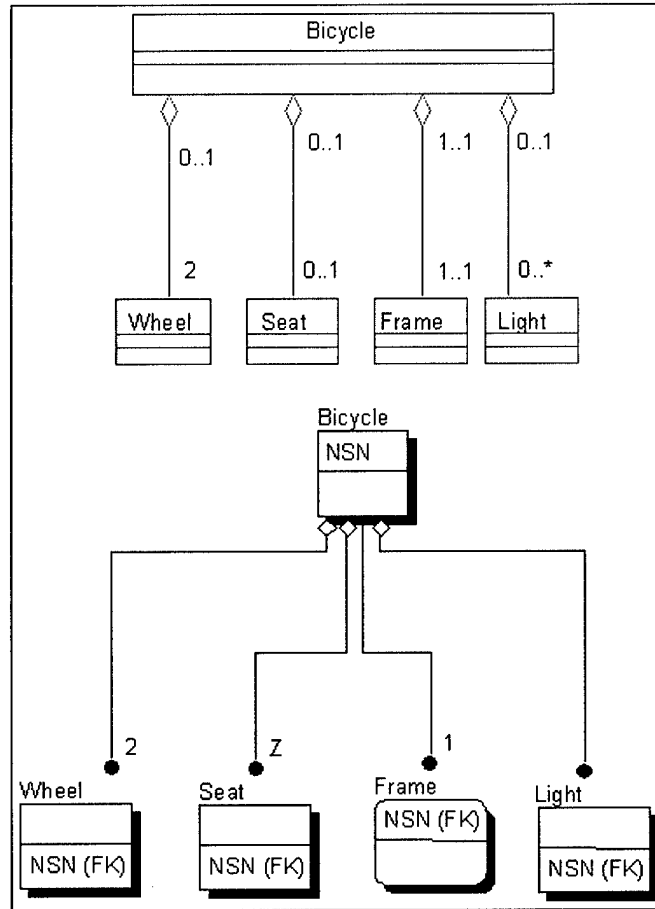 Bicycle
0..1 0..1 1..1 0..1
2 0..1 1..1 0..*
Wheel Seat Frame Light
Bicycle
NSN
2 Z 1
Wheel Seat Frame Light
NSN (FK)
NSN (FK) NSN (FK) NSN (FK)